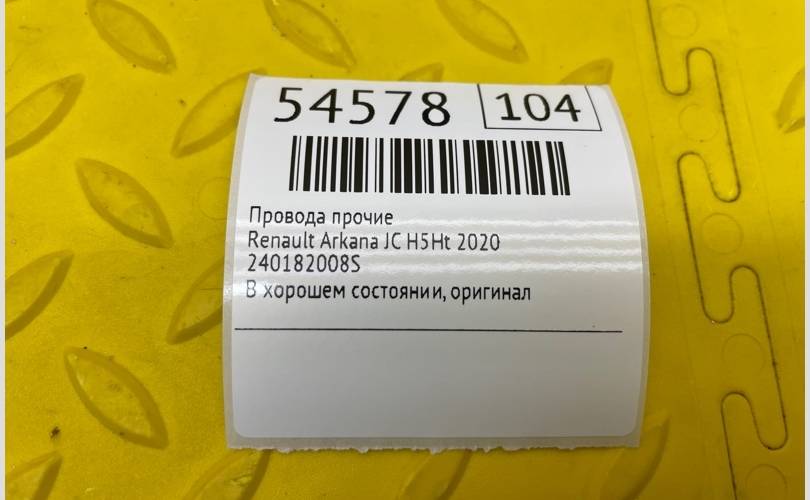 54578 104
Провода прочие
Renault Arkana JC H5Ht 2020
240182008S
В хорошем состоянии, оригинал